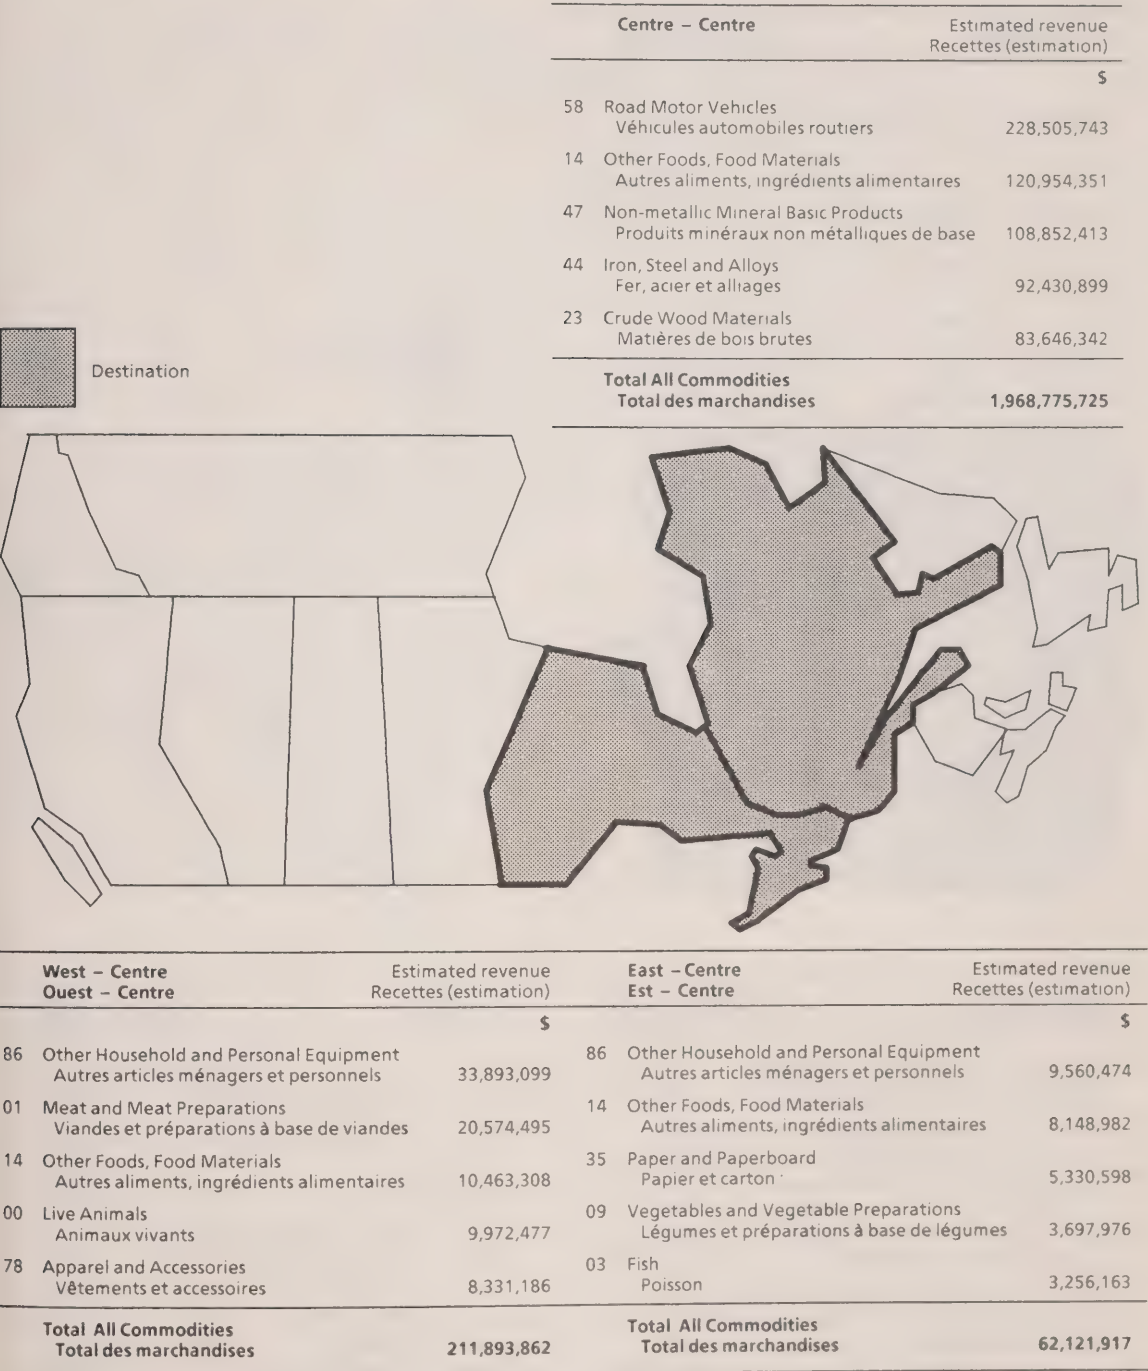 Centre – Centre Estimated revenue
Recettes (estimation)
$
58 Road Motor Vehicles
Véhicules automobiles routiers 228,505,743
14 Other Foods, Food Materials
Autres aliments, ingrédients alimentaires 120,954,351
47 Non-metallic Mineral Basic Products
Produits minéraux non métalliques de base 108,852,413
44 Iron, Steel and Alloys
Fer, acier et alliages 92,430,899
23 Crude Wood Materials
Matières de bois brutes 83,646,342
Total All Commodities
Total des marchandises 1,968,775,725
Destination
West – Centre Estimated revenue
Ouest – Centre Recettes (estimation)
$
86 Other Household and Personal Equipment
Autres articles ménagers et personnels 33,893,099
01 Meat and Meat Preparations
Viandes et préparations à base de viandes 20,574,495
14 Other Foods, Food Materials
Autres aliments, ingrédients alimentaires 10,463,308
00 Live Animals
Animaux vivants 9,972,477
78 Apparel and Accessories
Vêtements et accessoires 8,331,186
Total All Commodities
Total des marchandises 211,893,862
East – Centre Estimated revenue
Est – Centre Recettes (estimation)
$
86 Other Household and Personal Equipment
Autres articles ménagers et personnels 9,560,474
14 Other Foods, Food Materials
Autres aliments, ingrédients alimentaires 8,148,982
35 Paper and Paperboard
Papier et carton 5,330,598
09 Vegetables and Vegetable Preparations
Légumes et préparations à base de légumes 3,697,976
03 Fish
Poisson 3,256,163
Total All Commodities
Total des marchandises 62,121,917